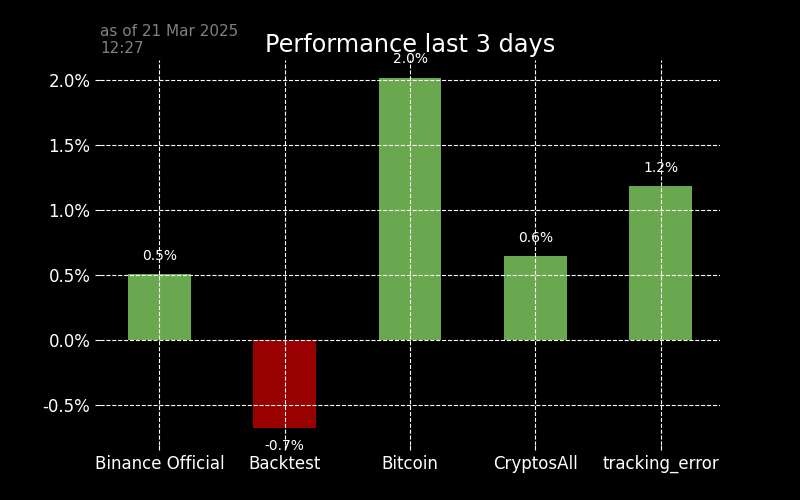 as of 21 Mar 2025
12:27
Performance last 3 days
2.0%
2.0%
1.5%
1.2%
1.0%
0.6%
0.5%
0.5%
0.0%
-0.5%
-0.7%
Binance Official
Backtest
Bitcoin
CryptosAll
tracking_error